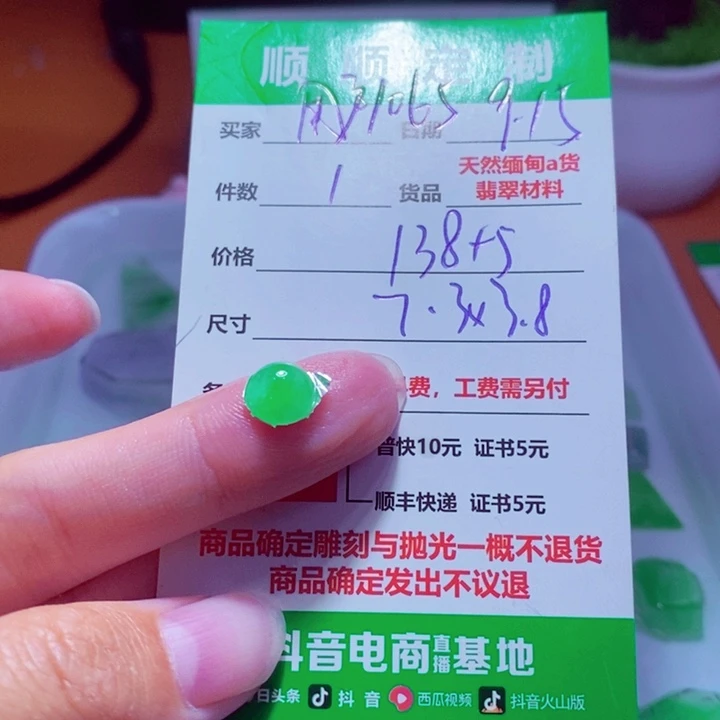 顺顺定制
买家 日期 9.15
件数 1 货品 天然缅甸a货
翡翠材料
价格 138+5
尺寸 7.3x3.8
费，工费需另付
普快10元 证书5元
顺丰快递 证书5元
商品确定雕刻与抛光一概不退货
商品确定发出不议退
抖音电商直播基地
日头条 抖音 西瓜视频 抖音火山版